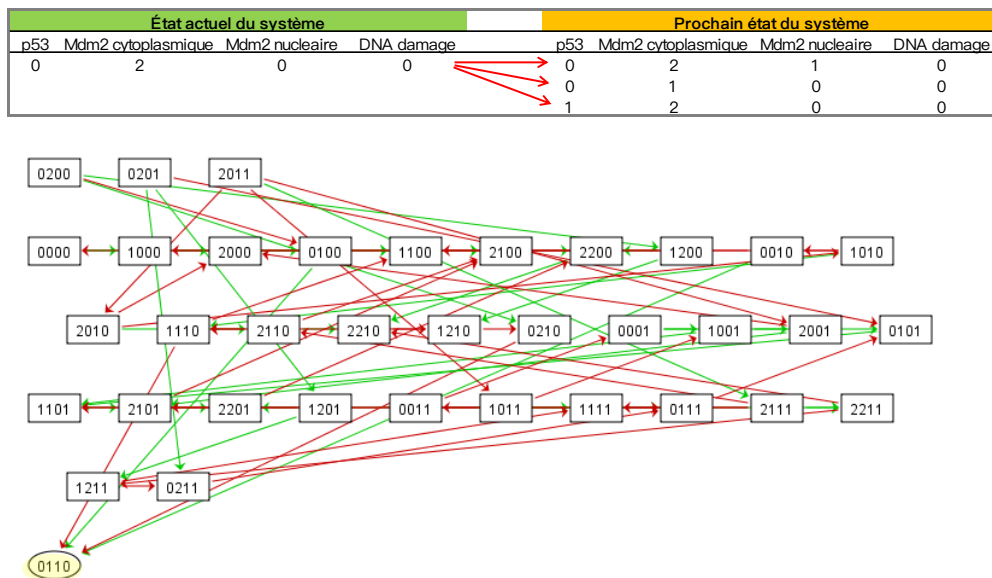 État actuel du système Prochain état du système
p53 Mdm2 cytoplasmique Mdm2 nucleaire DNA damage p53 Mdm2 cytoplasmique Mdm2 nucleaire DNA damage
0 2 0 0 0 2 1 0
0 1 0 0
1 2 0 0
0200 0201 2011
0000 1000 2000 0100 1100 2100 2200 1200 0010 1010
2010 1110 2110 2210 1210 0210 0001 1001 2001 0101
1101 2101 2201 1201 0011 1011 1111 0111 2111 2211
1211 0211
0110